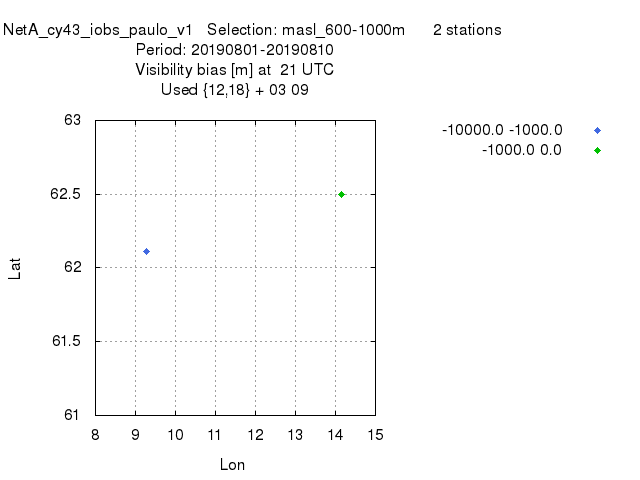 NetA_cy43_iobs_paulo_v1 Selection: masl_600-1000m 2 stations
Period: 20190801-20190810
Visibility bias [m] at 21 UTC
Used {12,18} + 03 09
-10000.0 -1000.0
-1000.0 0.0
63
62.5
62
61.5
61
Lat
8 9 10 11 12 13 14 15
Lon